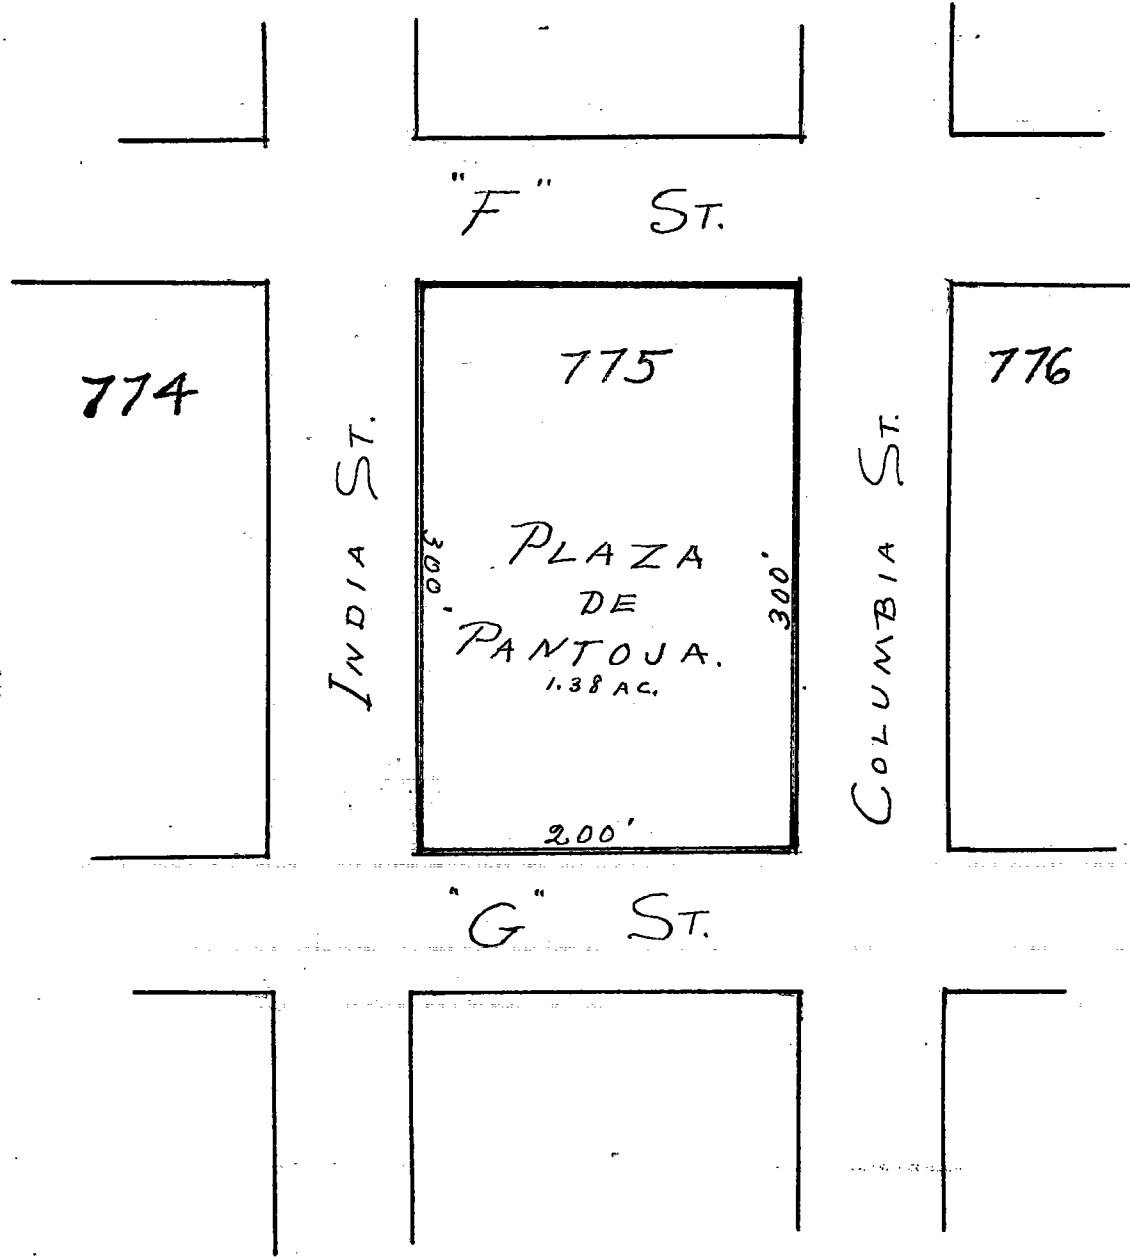 "F" ST.
774
775
776
INDIA ST.
300'
PLAZA
DE
PANTOJA.
1.38 AC.
300'
COLUMBIA ST.
200'
"G" ST.